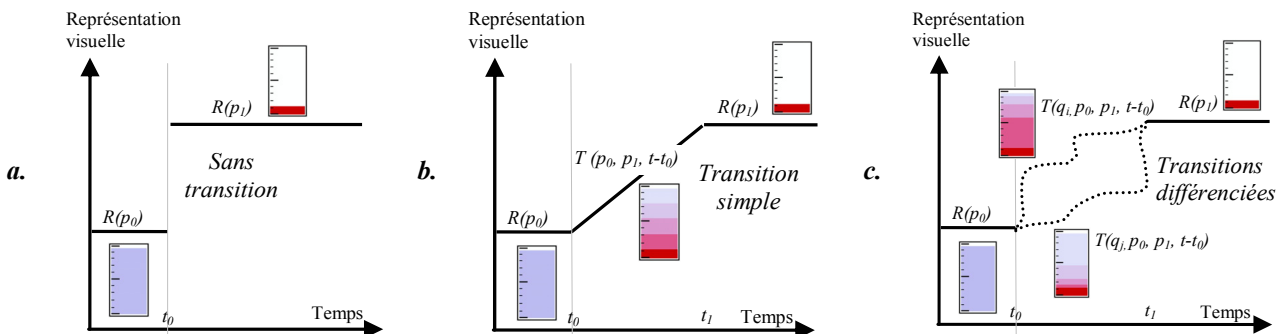 a.
Représentation
visuelle
R(p1)
Sans
transition
R(p0)
t0
Temps
b.
Représentation
visuelle
R(p1)
T (p0, p1, t-t0)
Transition
simple
R(p0)
t0
t1
Temps
c.
Représentation
visuelle
T(qi, p0, p1, t-t0)
R(p1)
Transitions
différenciées
R(p0)
T(qj, p0, p1, t-t0)
t0
t1
Temps